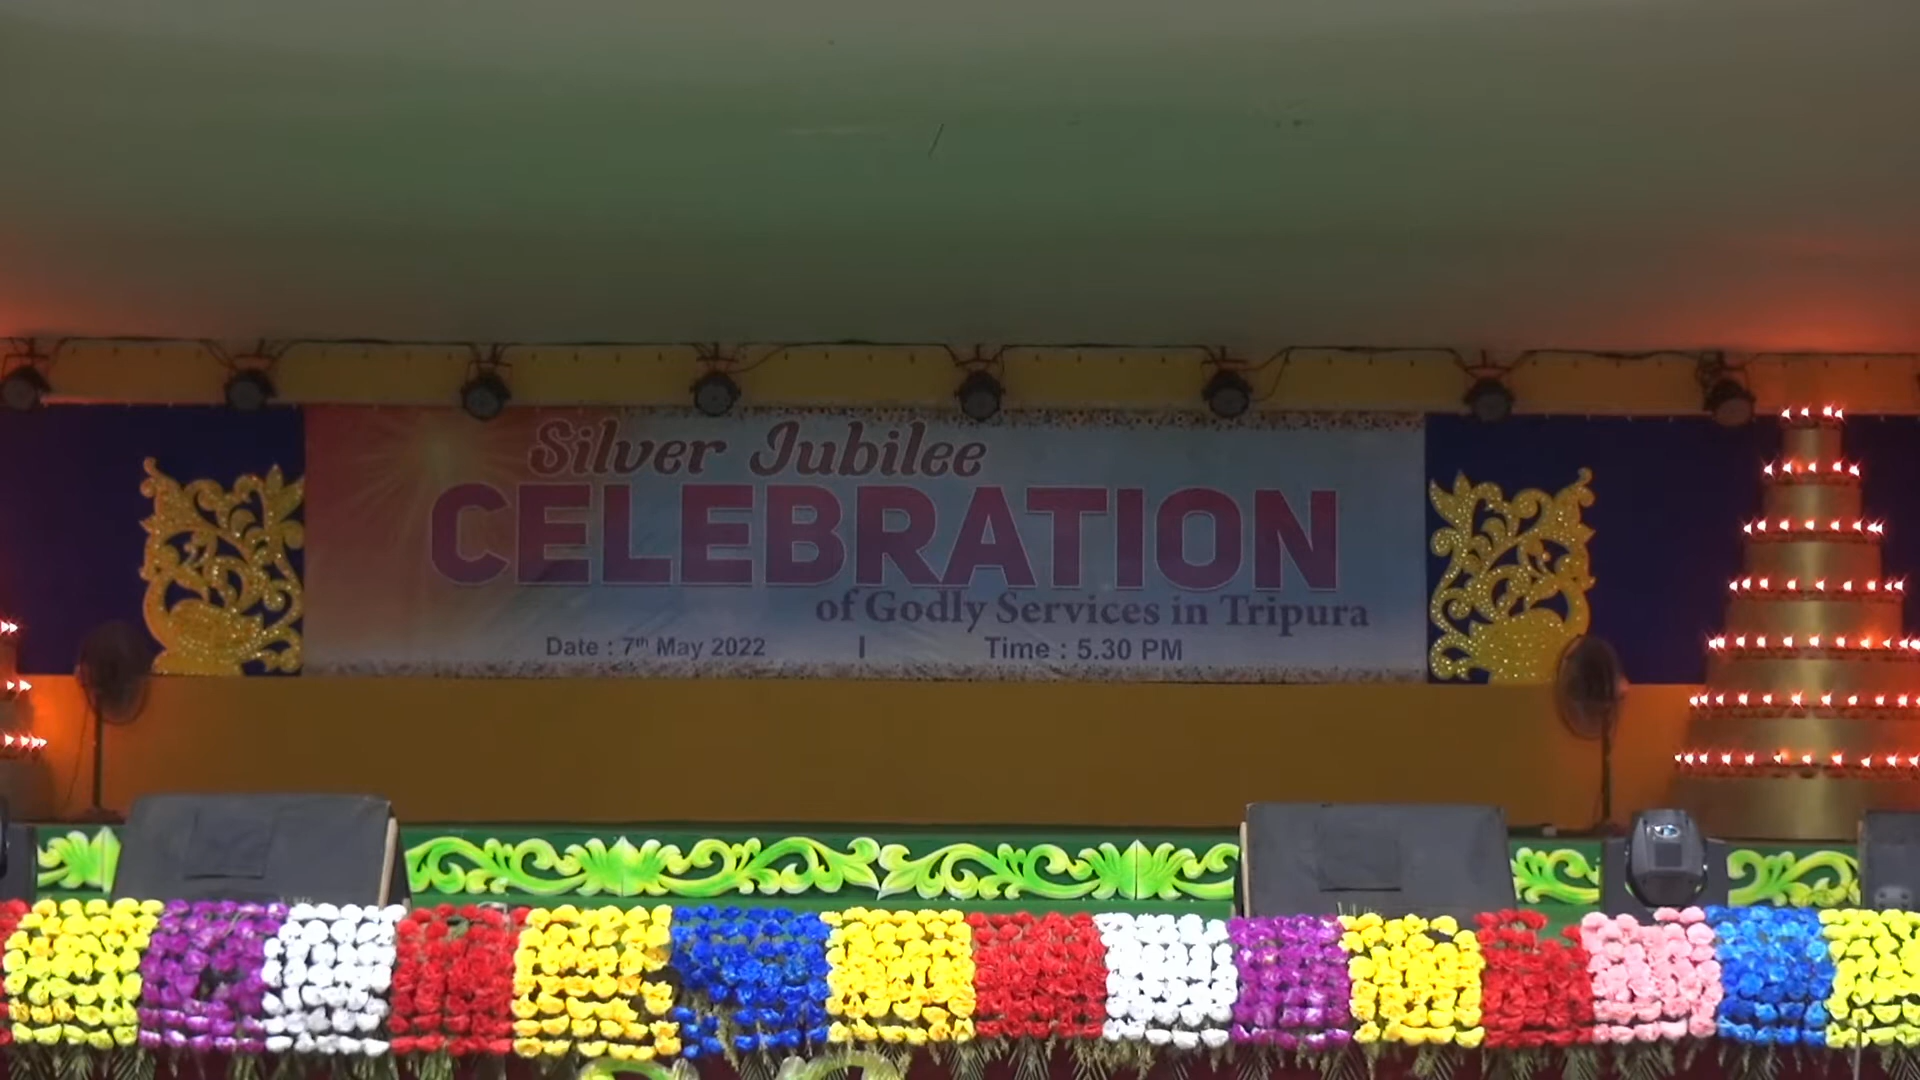 Silver Jubilee
CELEBRATION
of Godly Services in Tripura
Date : 7th May 2022 | Time : 5.30 PM